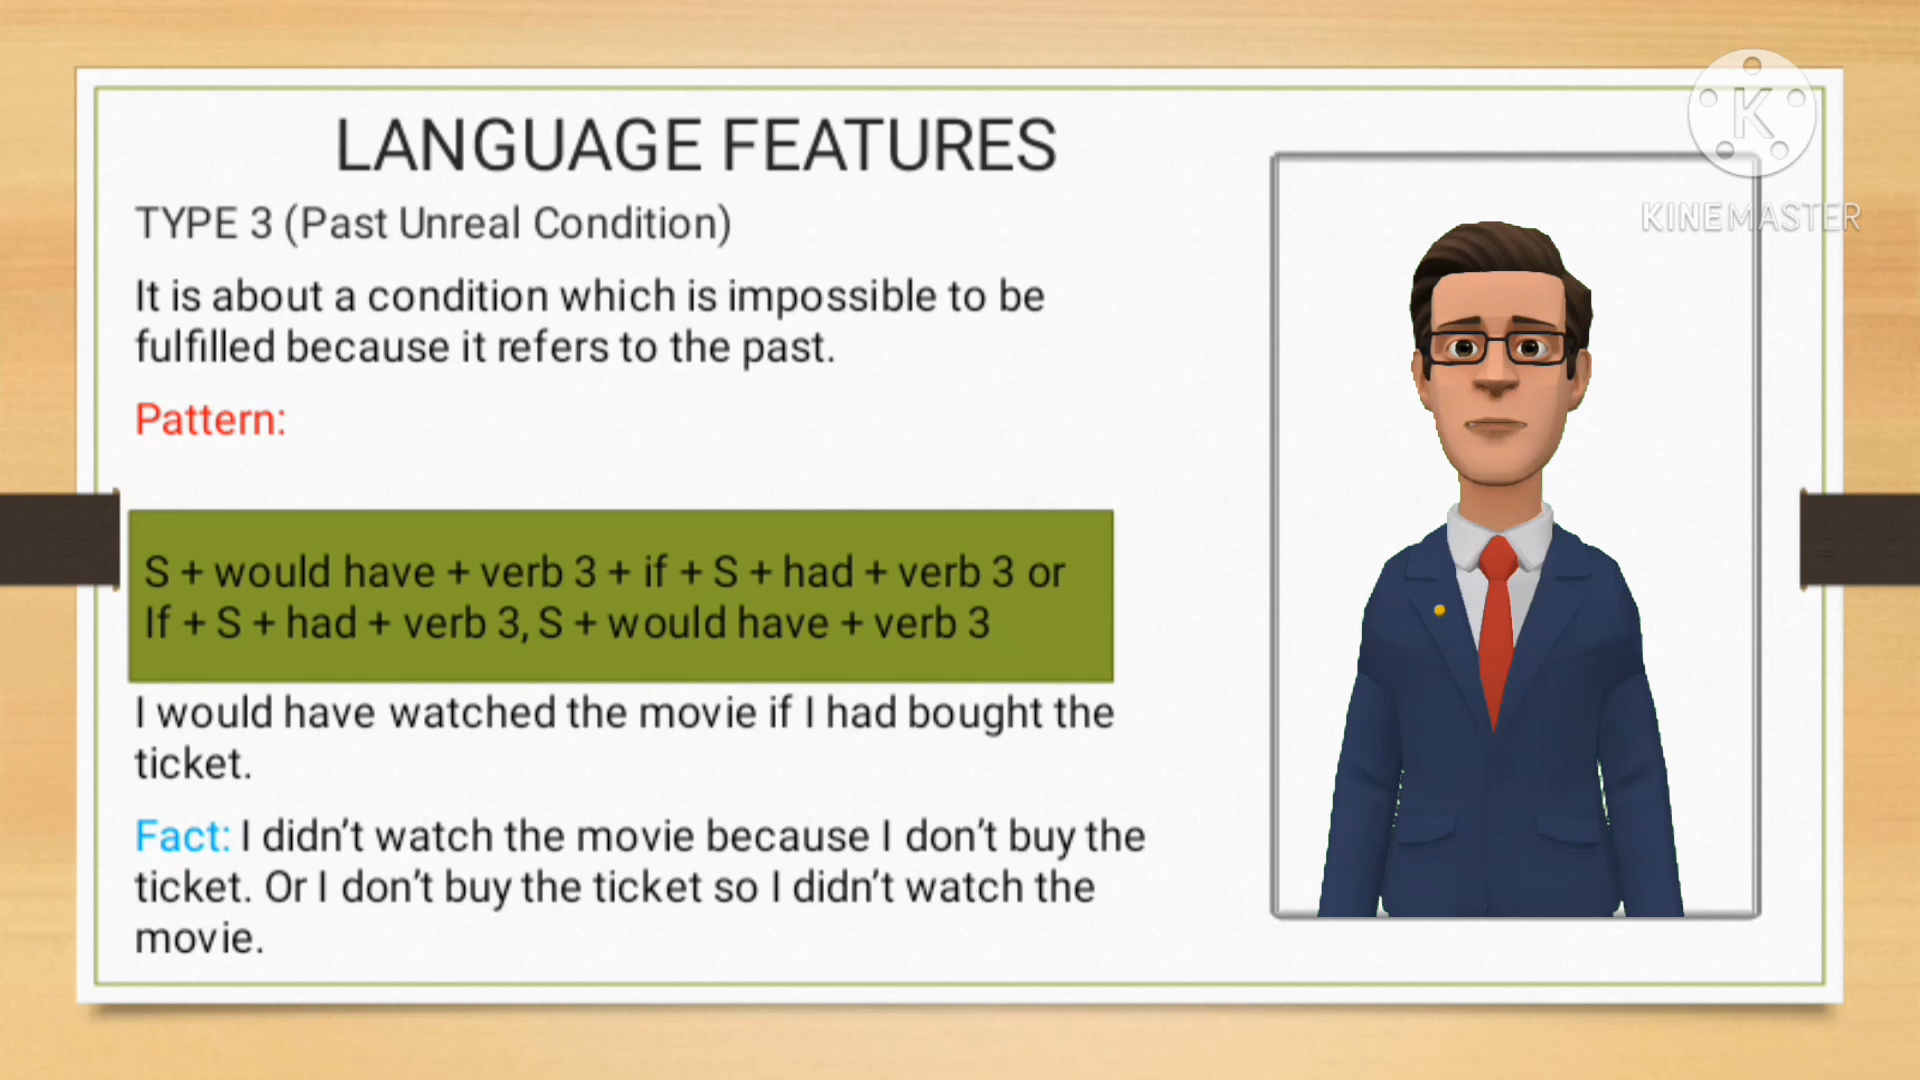 LANGUAGE FEATURES
TYPE 3 (Past Unreal Condition)
It is about a condition which is impossible to be
fulfilled because it refers to the past.
Pattern:
S + would have + verb 3 + if + S + had + verb 3 or
If + S + had + verb 3, S + would have + verb 3
I would have watched the movie if I had bought the
ticket.
Fact: I didn’t watch the movie because I don’t buy the
ticket. Or I don’t buy the ticket so I didn’t watch the
movie.
K
KINEMASTER